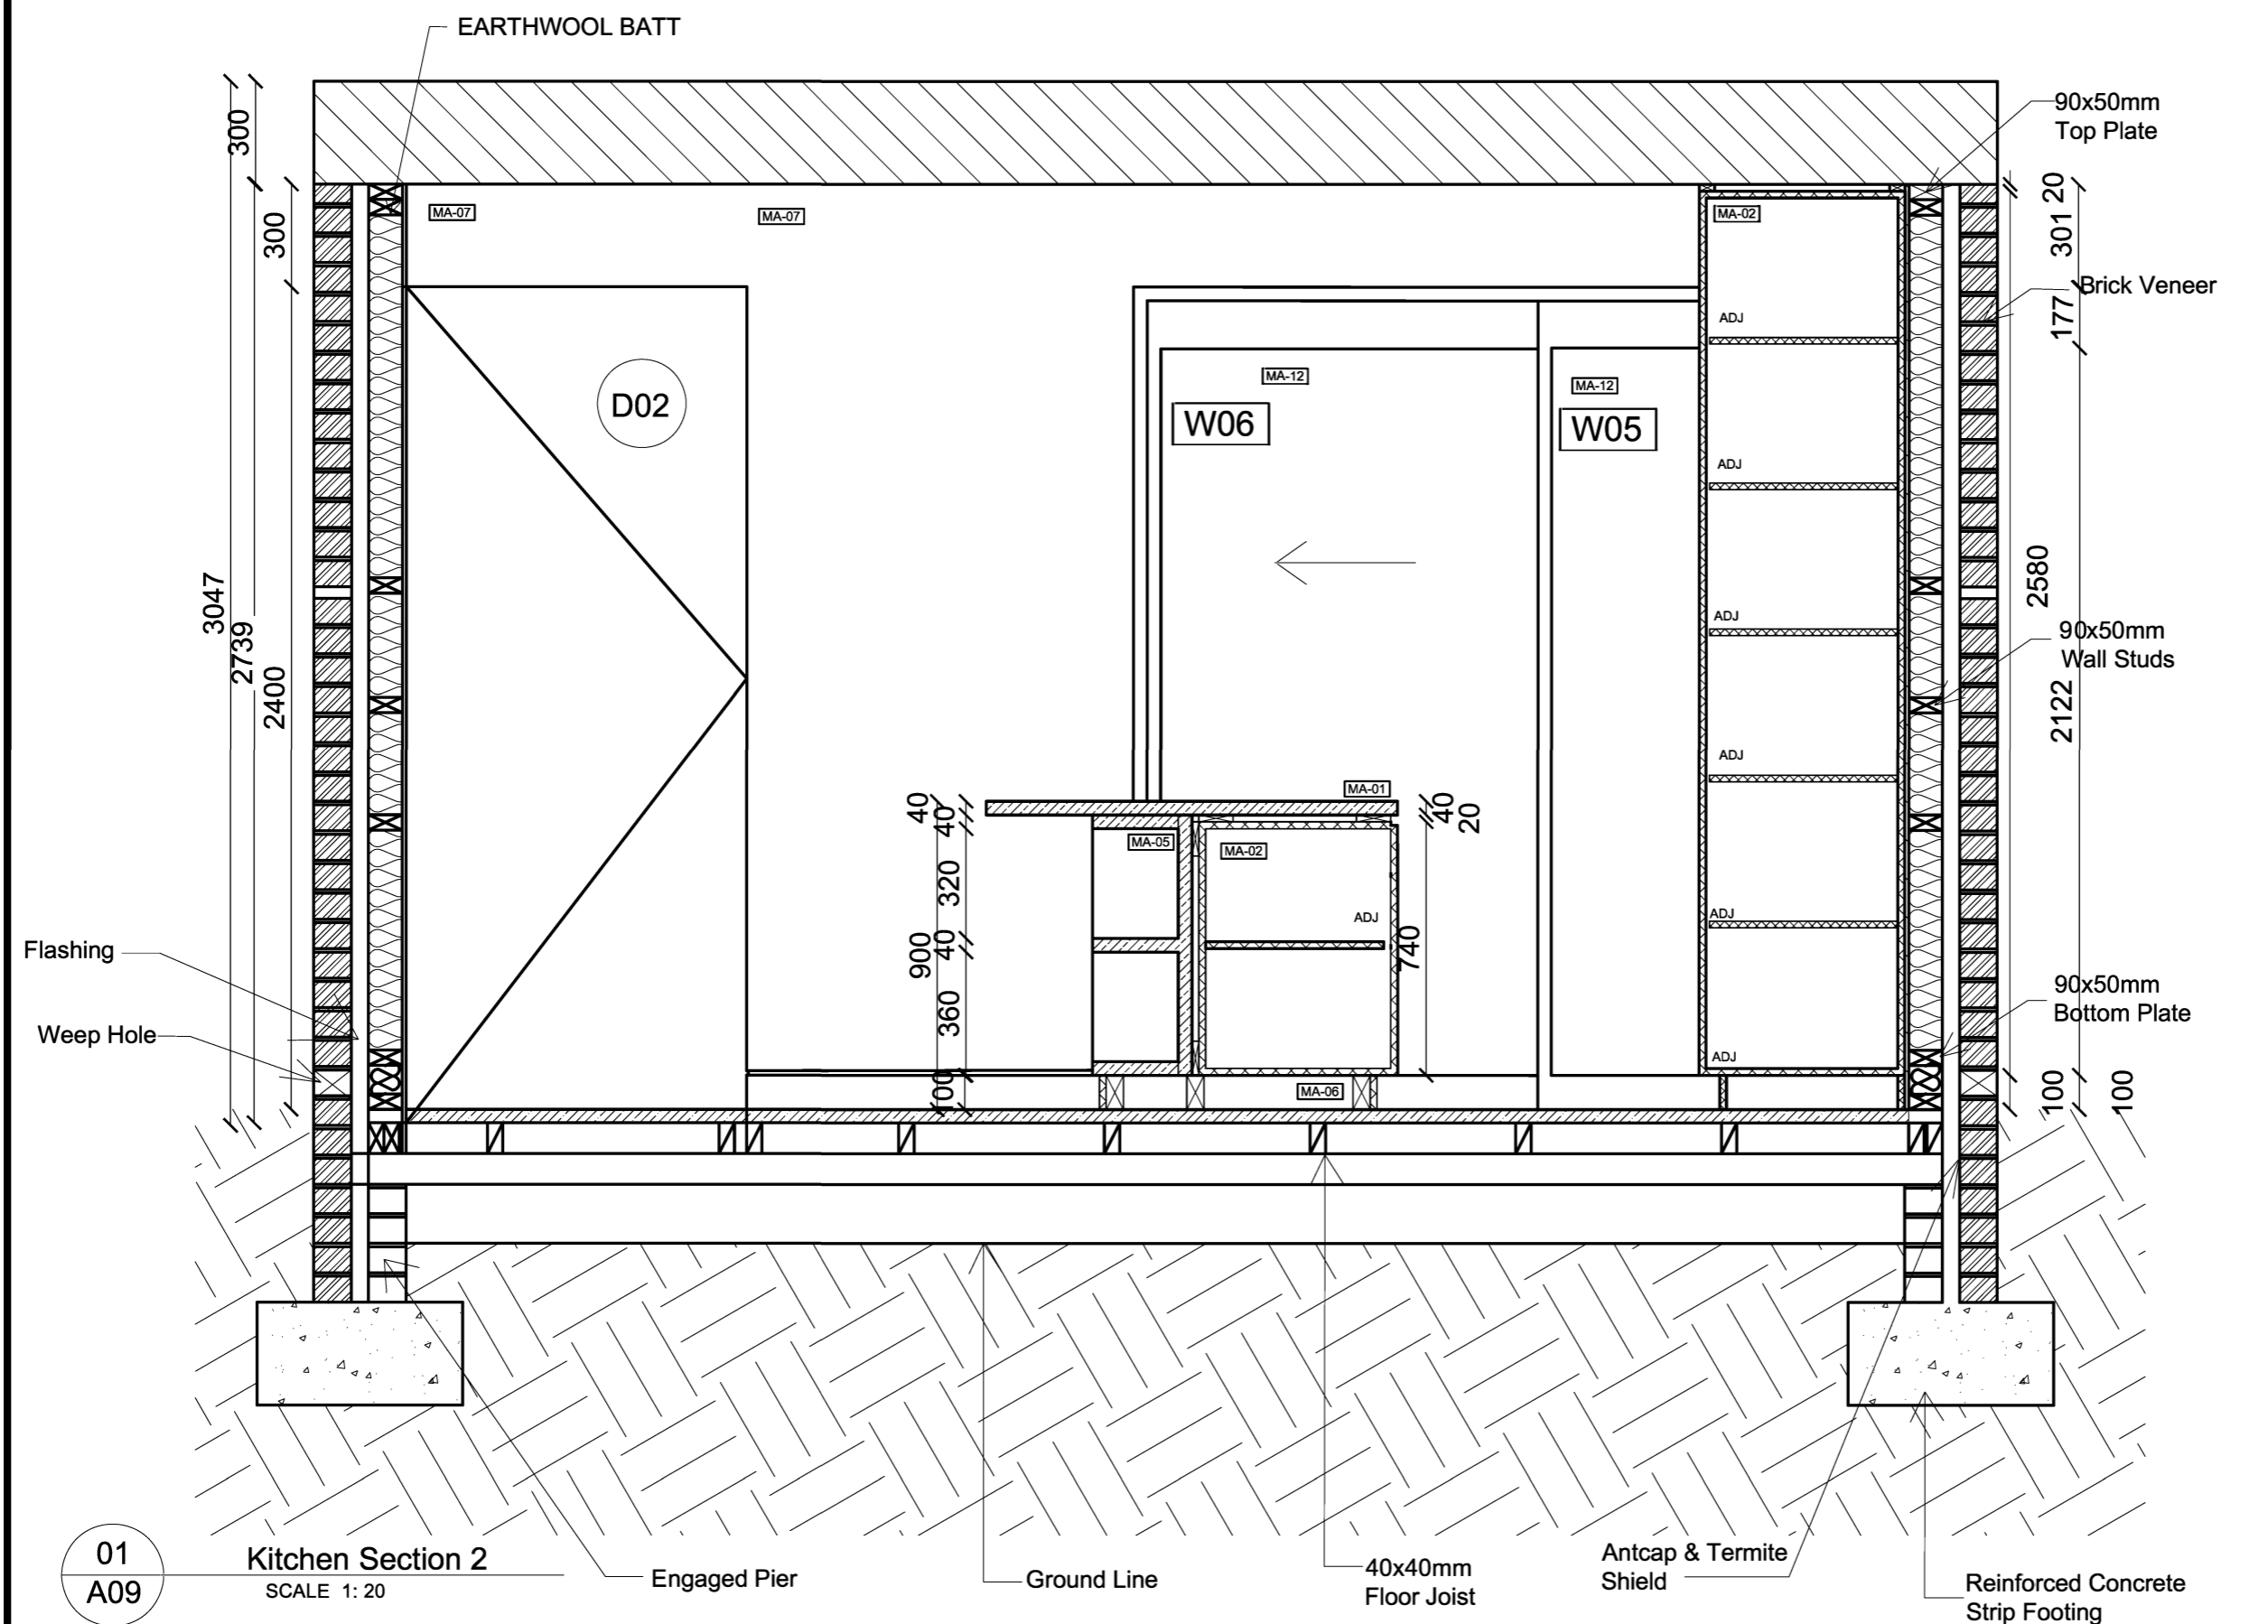 EARTHWOOL BATT
90x50mm
Top Plate
300
20
MA-07
MA-07
MA-02
300
301
Brick Veneer
177
ADJ
D02
MA-12
MA-12
W06
W05
ADJ
3047
2739
2400
2580
ADJ
90x50mm
Wall Studs
2122
ADJ
MA-01
40
40
40
20
MA-05
MA-02
320
ADJ
ADJ
900
40
740
Flashing
360
90x50mm
Bottom Plate
Weep Hole
ADJ
100
MA-06
100
100
01
A09
Kitchen Section 2
SCALE 1: 20
Engaged Pier
Ground Line
40x40mm
Floor Joist
Antcap & Termite
Shield
Reinforced Concrete
Strip Footing